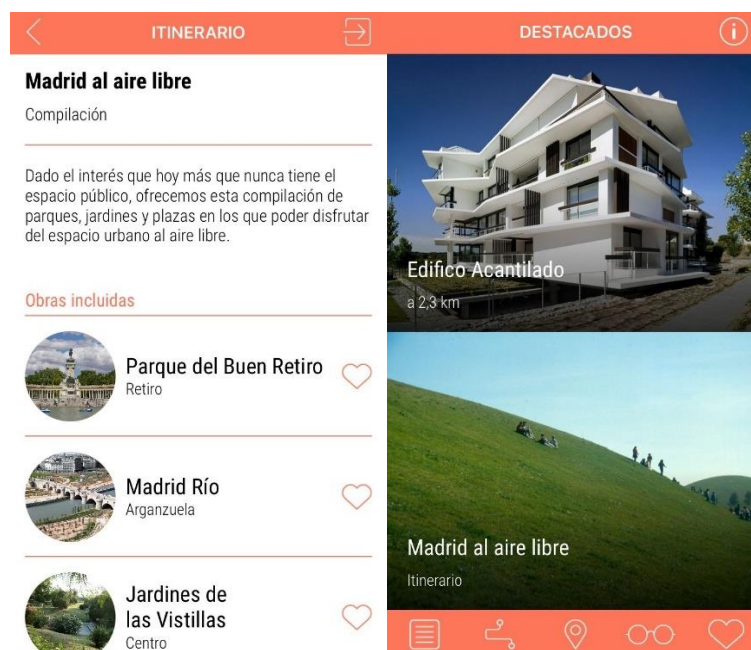 ITINERARIO
Madrid al aire libre
Compilación
Dado el interés que hoy más que nunca tiene el
espacio público, ofrecemos esta compilación de
parques, jardines y plazas en los que poder disfrutar
del espacio urbano al aire libre.
Obras incluidas
Parque del Buen Retiro
Retiro
Madrid Río
Arganzuela
Jardines de
las Vistillas
Centro
DESTACADOS
Edifico Acantilado
a 2,3 km
Madrid al aire libre
Itinerario